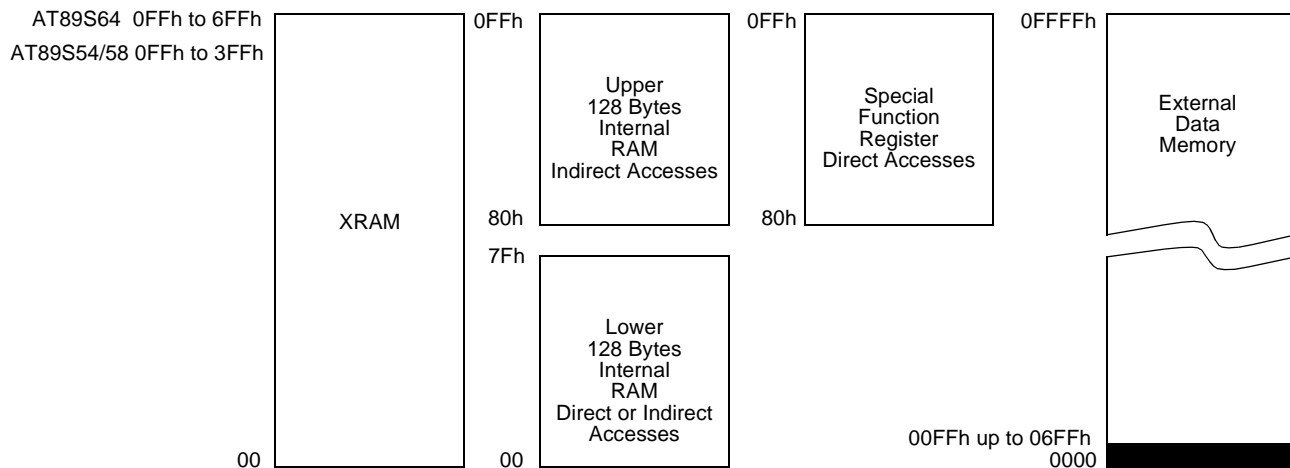 AT89S64 0FFh to 6FFh
AT89S54/58 0FFh to 3FFh
XRAM
00
0FFh
Upper
128 Bytes
Internal
RAM
Indirect Accesses
80h
7Fh
Lower
128 Bytes
Internal
RAM
Direct or Indirect
Accesses
00
0FFh
Special
Function
Register
Direct Accesses
80h
0FFFFh
External
Data
Memory
00FFh up to 06FFh
0000